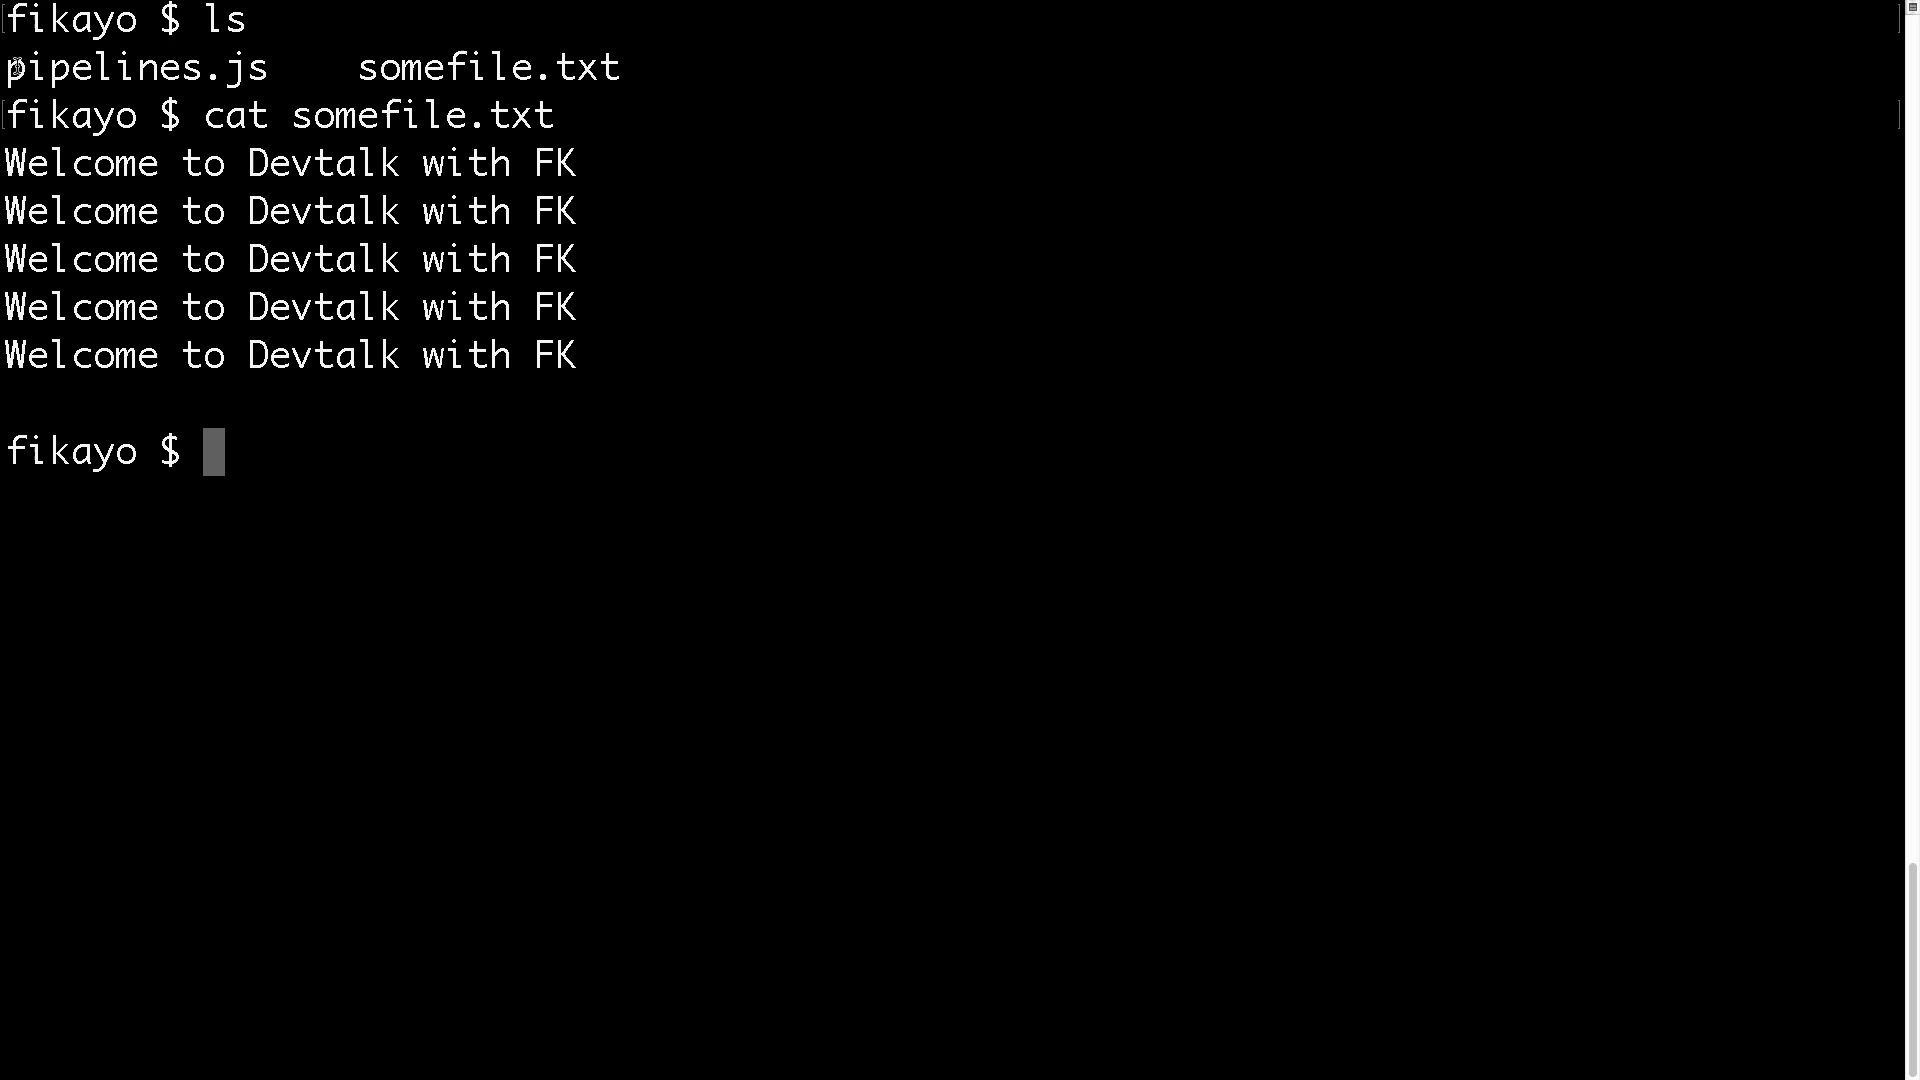 fikayo $ ls
pipelines.js    somefile.txt
fikayo $ cat somefile.txt
Welcome to Devtalk with FK
Welcome to Devtalk with FK
Welcome to Devtalk with FK
Welcome to Devtalk with FK
Welcome to Devtalk with FK
fikayo $